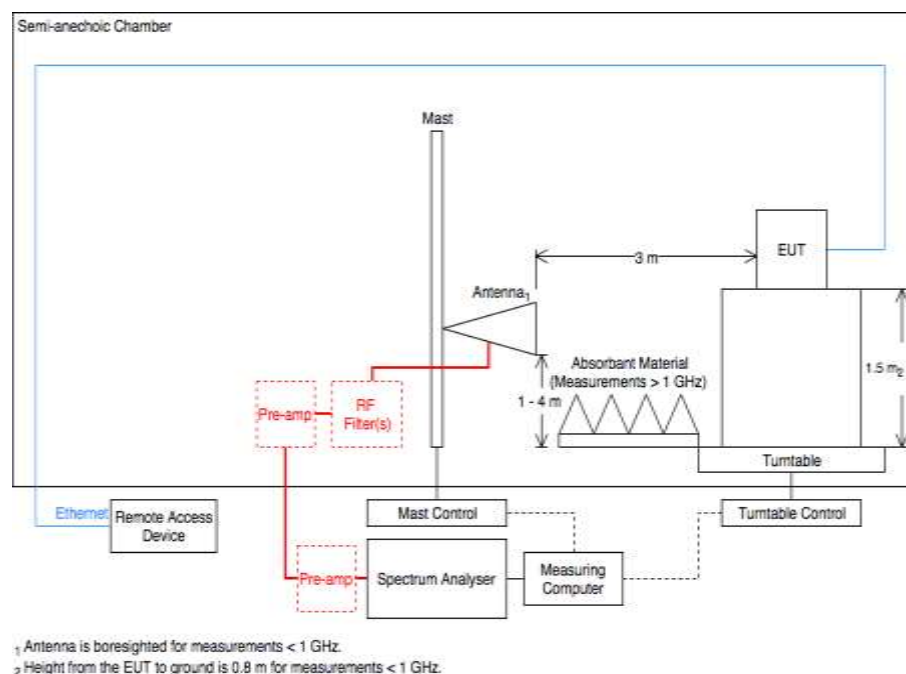 Semi-anechoic Chamber
Mast
EUT
3 m
Antenna1
1.5 m2
Absorbant Material
(Measurements > 1 GHz)
1 - 4 m
Pre-amp
RF
Filter(s)
Turntable
Ethernet
Remote Access
Device
Mast Control
Turntable Control
Pre-amp
Spectrum Analyser
Measuring
Computer
1 Antenna is boresighted for measurements < 1 GHz.
2 Height from the EUT to ground is 0.8 m for measurements < 1 GHz.